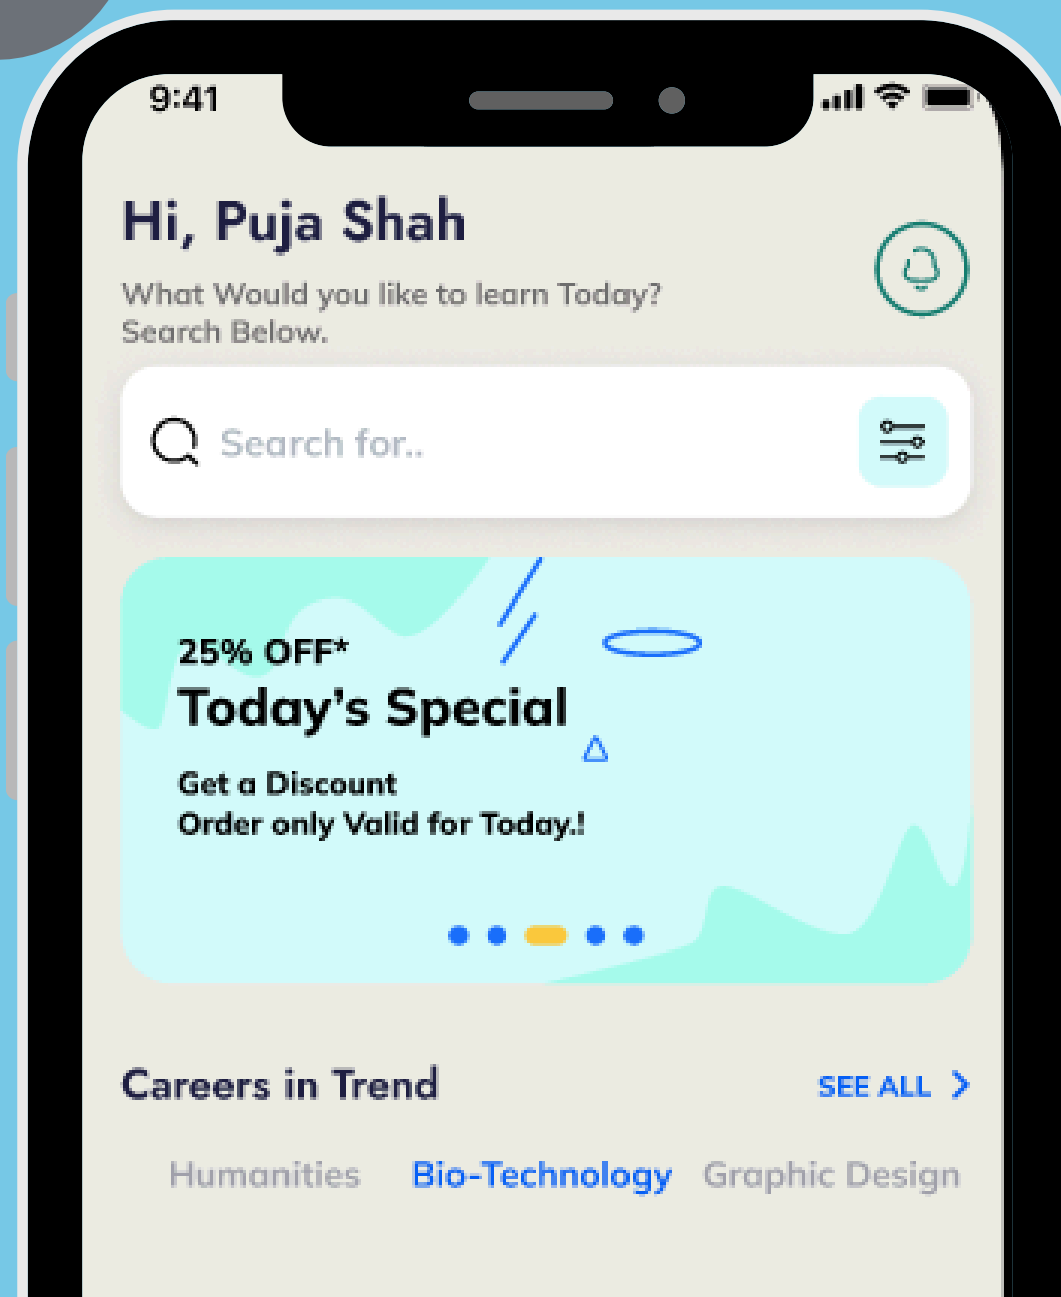 9:41
Hi, Puja Shah
What Would you like to learn Today?
Search Below.
Search for..
25% OFF*
Today's Special
Get a Discount
Order only Valid for Today.!
Careers in Trend
SEE ALL
Humanities Bio-Technology Graphic Design